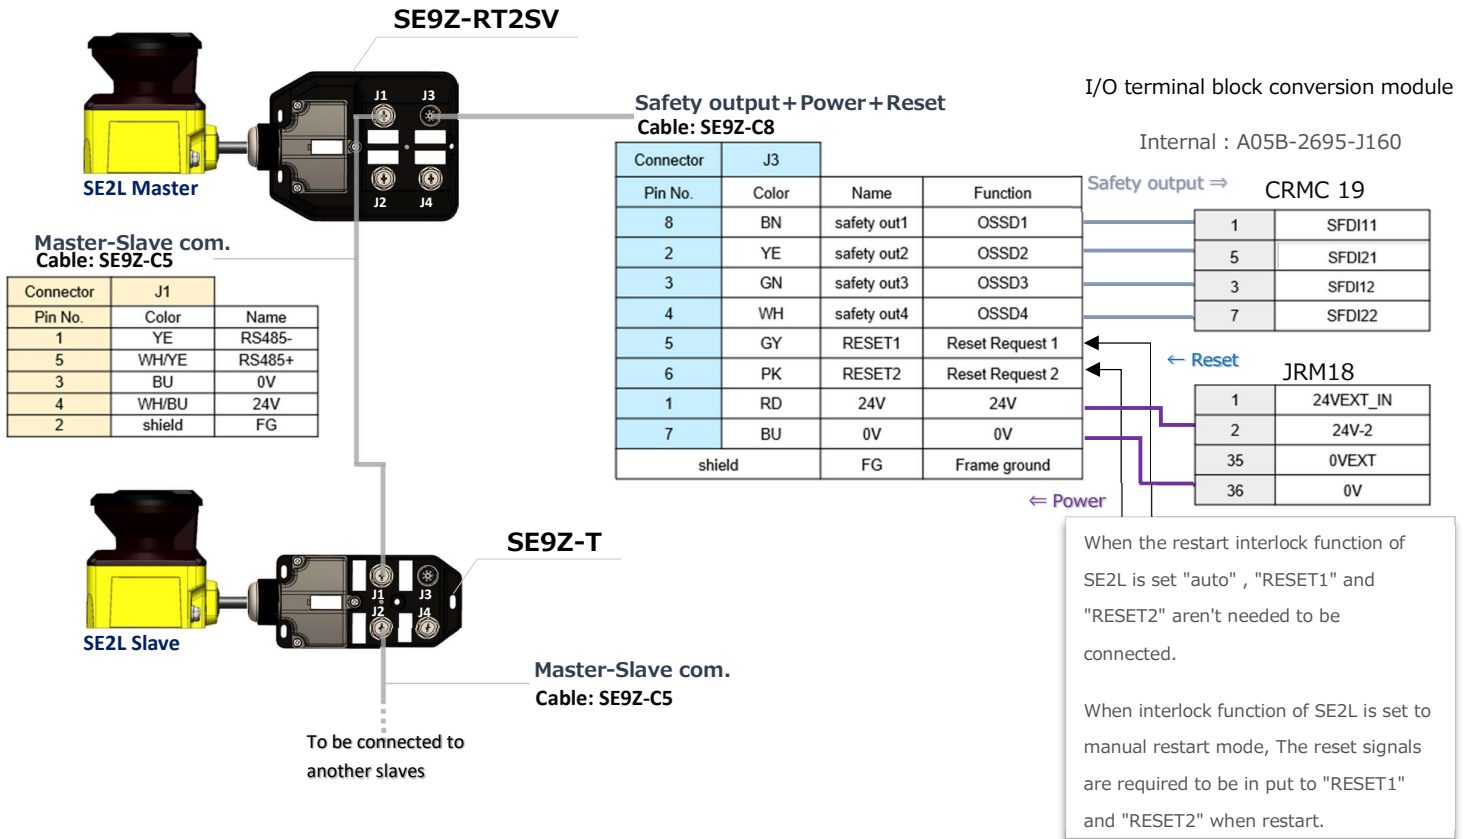 SE9Z-RT2SV
J1 J3
J2 J4
SE2L Master
Master-Slave com.
Cable: SE9Z-C5
Connector J1
Pin No. Color Name
1 YE RS485-
5 WH/YE RS485+
3 BU 0V
4 WH/BU 24V
2 shield FG
Safety output+Power+Reset
Cable: SE9Z-C8
Connector J3
Pin No. Color Name Function
8 BN safety out1 OSSD1
2 YE safety out2 OSSD2
3 GN safety out3 OSSD3
4 WH safety out4 OSSD4
5 GY RESET1 Reset Request 1
6 PK RESET2 Reset Request 2
1 RD 24V 24V
7 BU 0V 0V
shield FG Frame ground
I/O terminal block conversion module
Internal : A05B-2695-J160
Safety output ⇒
CRMC 19
1 SFDI11
5 SFDI21
3 SFDI12
7 SFDI22
← Reset
JRM18
1 24VEXT_IN
2 24V-2
35 0VEXT
36 0V
⇐ Power
When the restart interlock function of
SE2L is set "auto" , "RESET1" and
"RESET2" aren't needed to be
connected.
When interlock function of SE2L is set to
manual restart mode, The reset signals
are required to be in put to "RESET1"
and "RESET2" when restart.
SE9Z-T
J1 J3
J2 J4
SE2L Slave
Master-Slave com.
Cable: SE9Z-C5
To be connected to
another slaves